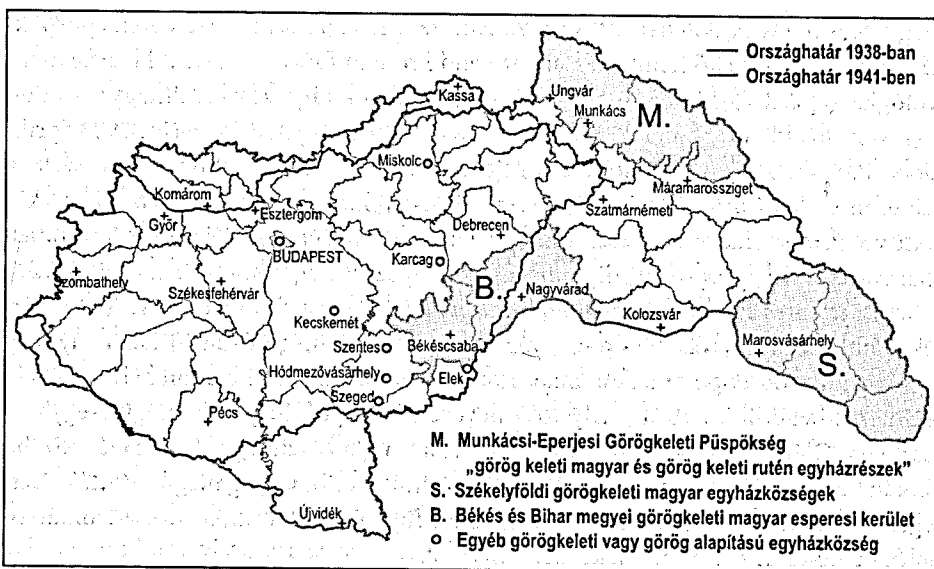 Országhatár 1938-ban
Országhatár 1941-ben
Kassa
Ungvár
Munkács
M.
Miskolc
Máramarossziget
Komárom
Esztergom
Szatmárnémeti
Győr
Debrecen
BUDAPEST
Karcag
Szombathely
Székesfehérvár
B.
Nagyvárad
Kecskemét
Kolozsvár
Szentes
Békéscsaba
Marosvásárhely
S.
Hódmezővásárhely
Elek
Szeged
Pécs
Újvidék
M. Munkácsi-Eperjesi Görögkeleti Püspökség
„görög keleti magyar és görög keleti rutén egyházrészek"
S. Székelyföldi görögkeleti magyar egyházközségek
B. Békés és Bihar megyei görögkeleti magyar esperesi kerület
Egyéb görögkeleti vagy görög alapítású egyházközség